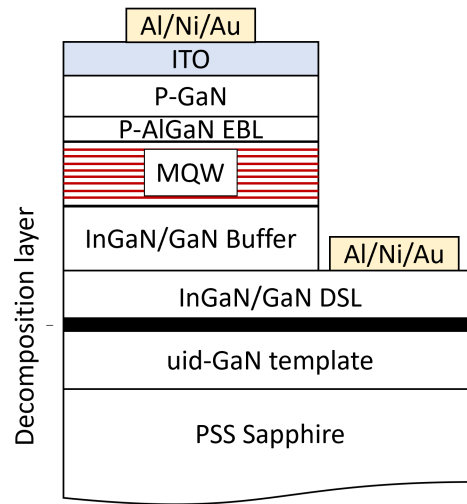 Al/Ni/Au
ITO
P-GaN
P-AlGaN EBL
MQW
InGaN/GaN Buffer
Al/Ni/Au
InGaN/GaN DSL
Decomposition layer
uid-GaN template
PSS Sapphire